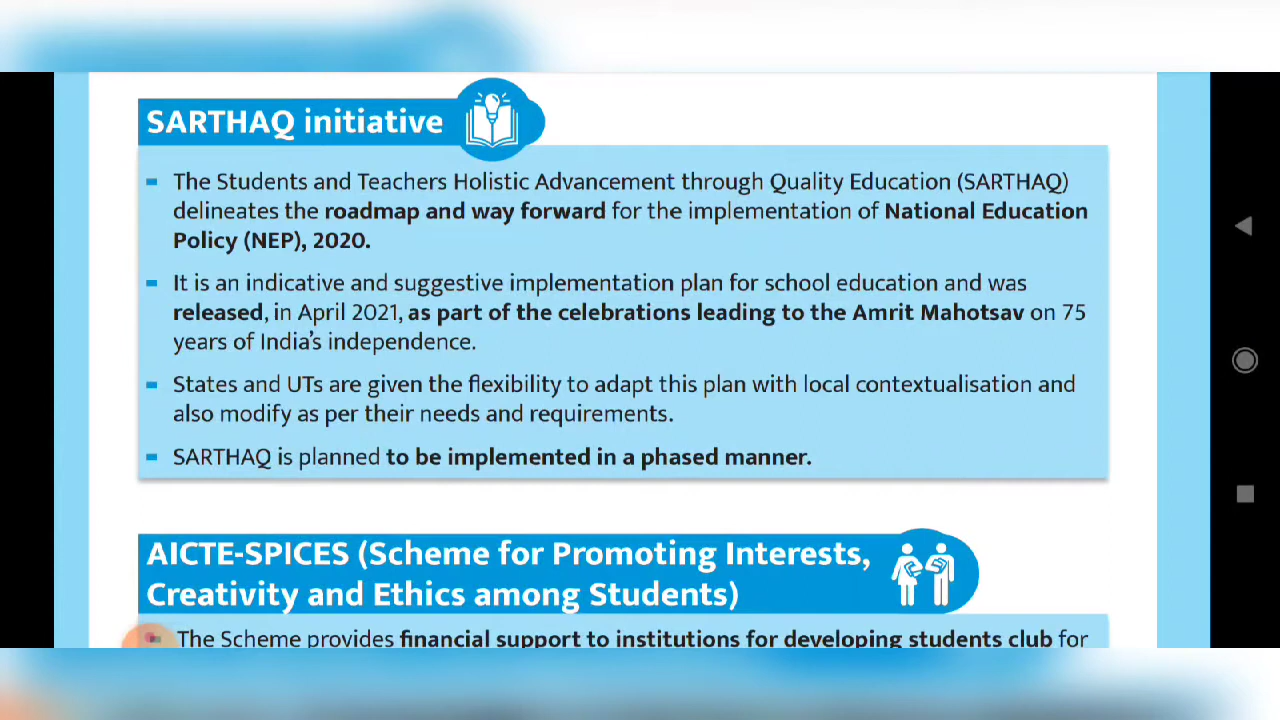 SARTHAQ initiative
The Students and Teachers Holistic Advancement through Quality Education (SARTHAQ)
delineates the roadmap and way forward for the implementation of National Education
Policy (NEP), 2020.
It is an indicative and suggestive implementation plan for school education and was
released, in April 2021, as part of the celebrations leading to the Amrit Mahotsav on 75
years of India's independence.
States and UTs are given the flexibility to adapt this plan with local contextualisation and
also modify as per their needs and requirements.
SARTHAQ is planned to be implemented in a phased manner.
AICTE-SPICES (Scheme for Promoting Interests,
Creativity and Ethics among Students)
The Scheme provides financial support to institutions for developing students club for